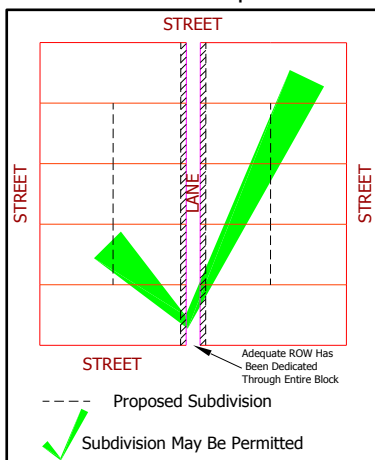 STREET
STREET
LANE
STREET
STREET
Adequate ROW Has
Been Dedicated
Through Entire Block
Proposed Subdivision
Subdivision May Be Permitted